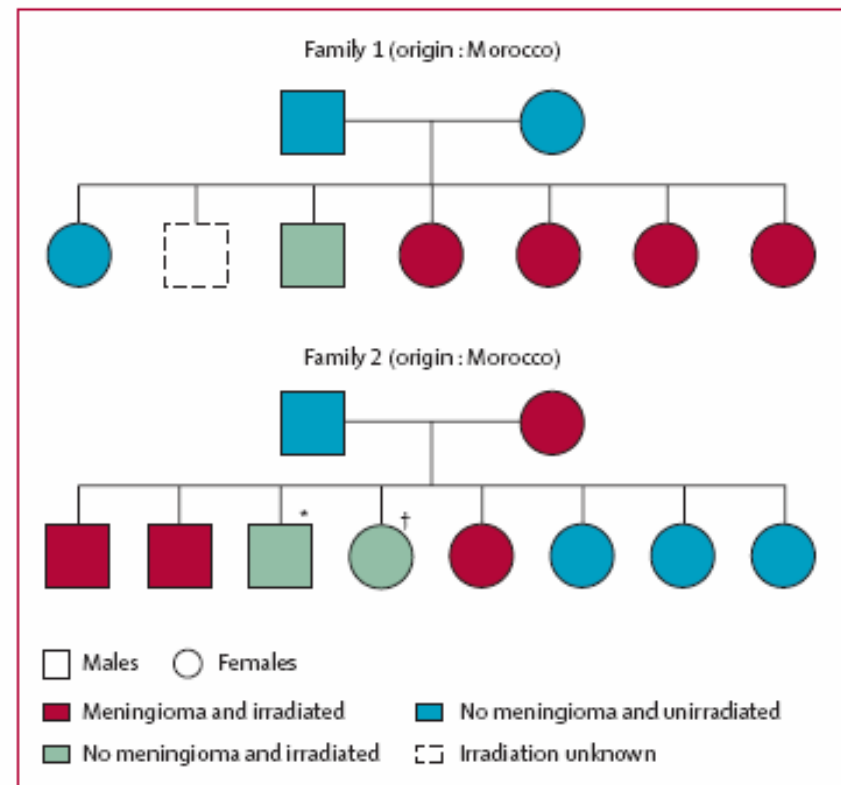 Family 1 (origin : Morocco)
Family 2 (origin : Morocco)
*
†
Males Females
Meningioma and irradiated No meningioma and unirradiated
No meningioma and irradiated Irradiation unknown